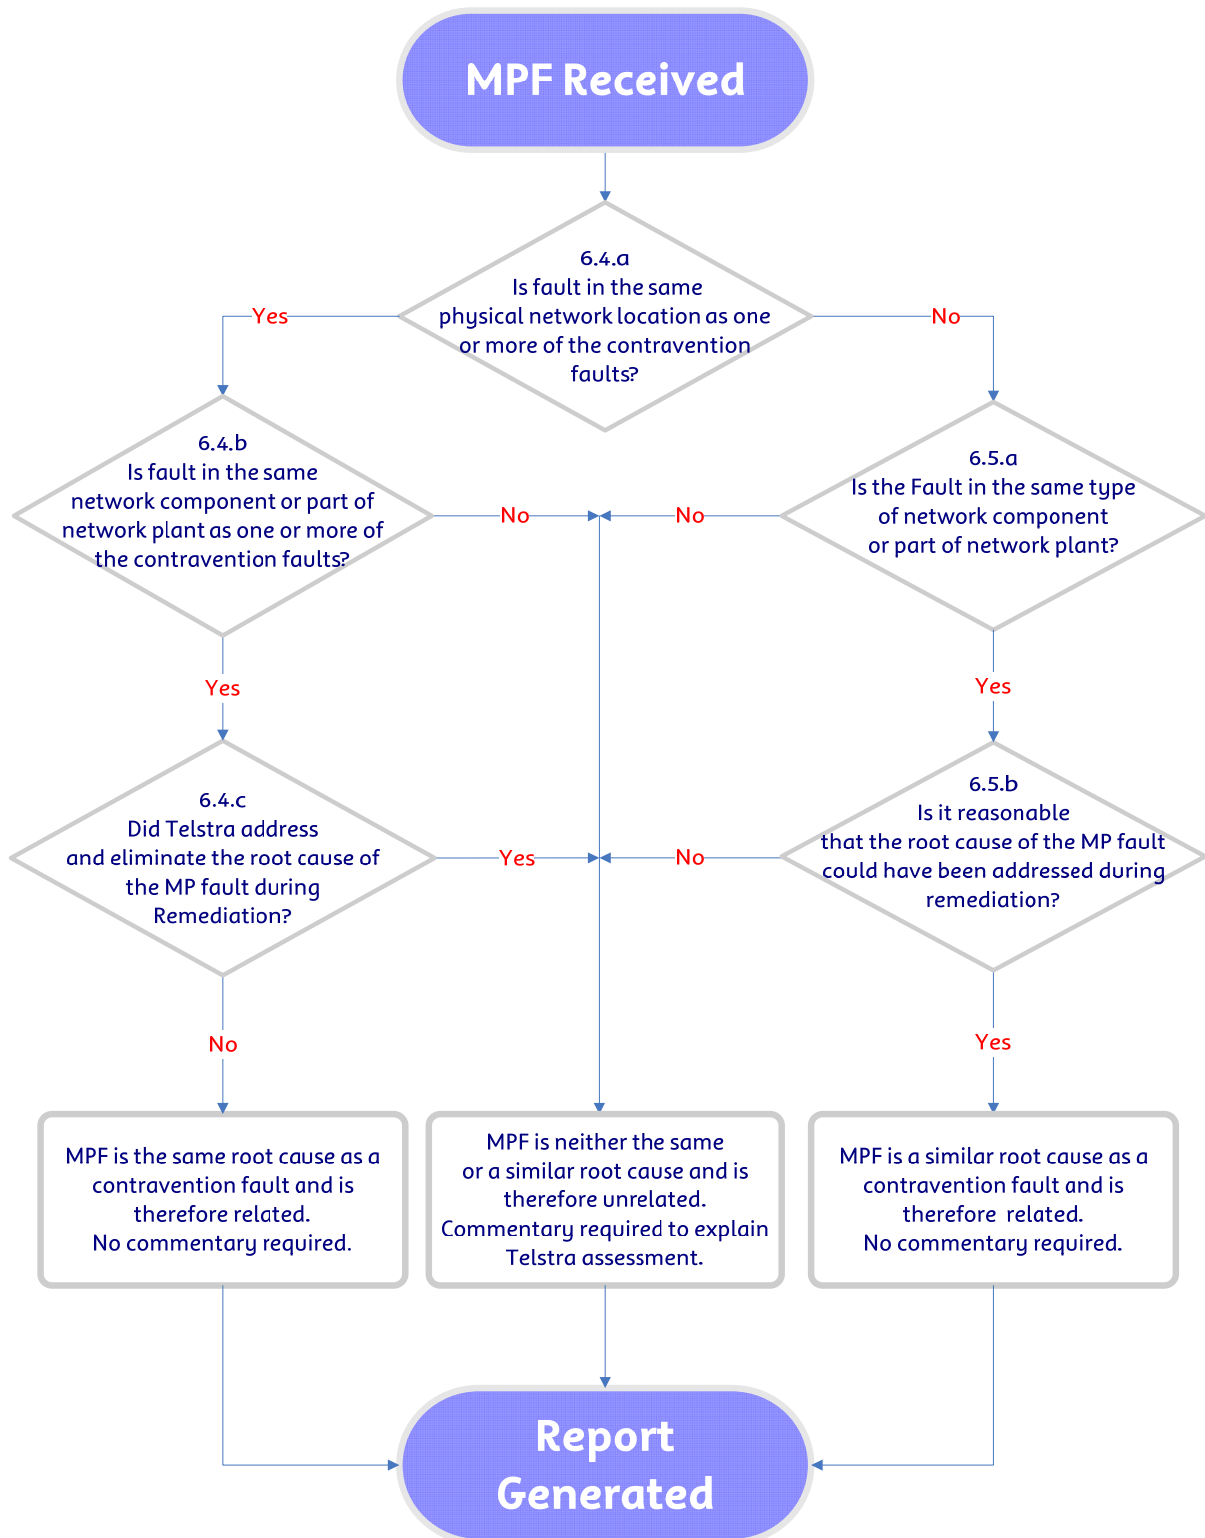 MPF Received
6.4.a
Is fault in the same
physical network location as one
or more of the contravention
faults?
Yes
No
6.4.b
Is fault in the same
network component or part of
network plant as one or more of
the contravention faults?
No
No
6.5.a
Is the Fault in the same type
of network component
or part of network plant?
Yes
Yes
6.4.c
Did Telstra address
and eliminate the root cause of
the MP fault during
Remediation?
Yes
No
6.5.b
Is it reasonable
that the root cause of the MP fault
could have been addressed during
remediation?
No
Yes
MPF is the same root cause as a
contravention fault and is
therefore related.
No commentary required.
MPF is neither the same
or a similar root cause and is
therefore unrelated.
Commentary required to explain
Telstra assessment.
MPF is a similar root cause as a
contravention fault and is
therefore related.
No commentary required.
Report
Generated